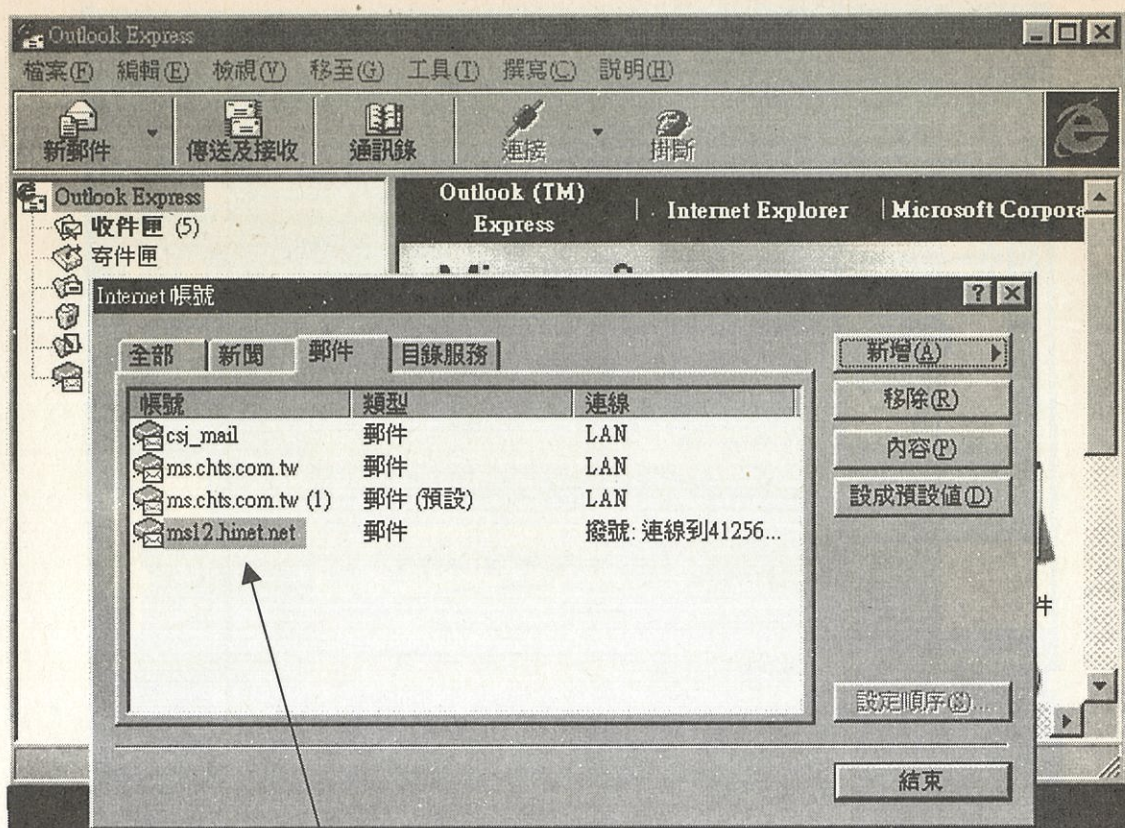 Outlook Express
檔案(F) 編輯(E) 檢視(V) 移至(G) 工具(T) 撰寫(C) 說明(H)
新郵件 傳送及接收 通訊錄 連接 掛斷
Outlook Express
收件匣 (5)
寄件匣
Outlook (TM) Express | Internet Explorer | Microsoft Corpora
Internet 帳號
全部 新聞 郵件 目錄服務
帳號 類型 連線
csj_mail 郵件 LAN
ms.chts.com.tw 郵件 LAN
ms.chts.com.tw (1) 郵件 (預設) LAN
ms12.hinet.net 郵件 撥號: 連線到41256...
新增(A)
移除(R)
內容(P)
設成預設值(D)
件
設定順序(S)...
結束